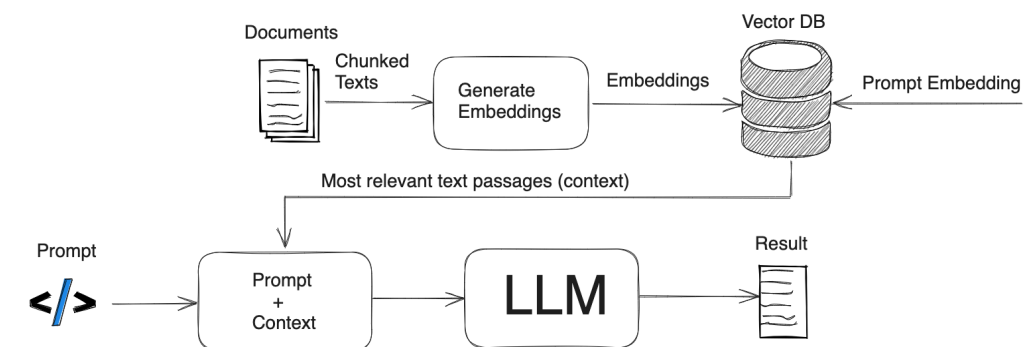 Vector DB
Documents
Chunked
Texts
Generate
Embeddings
Embeddings
Prompt Embedding
Most relevant text passages (context)
Prompt
</>
Prompt
+
Context
LLM
Result